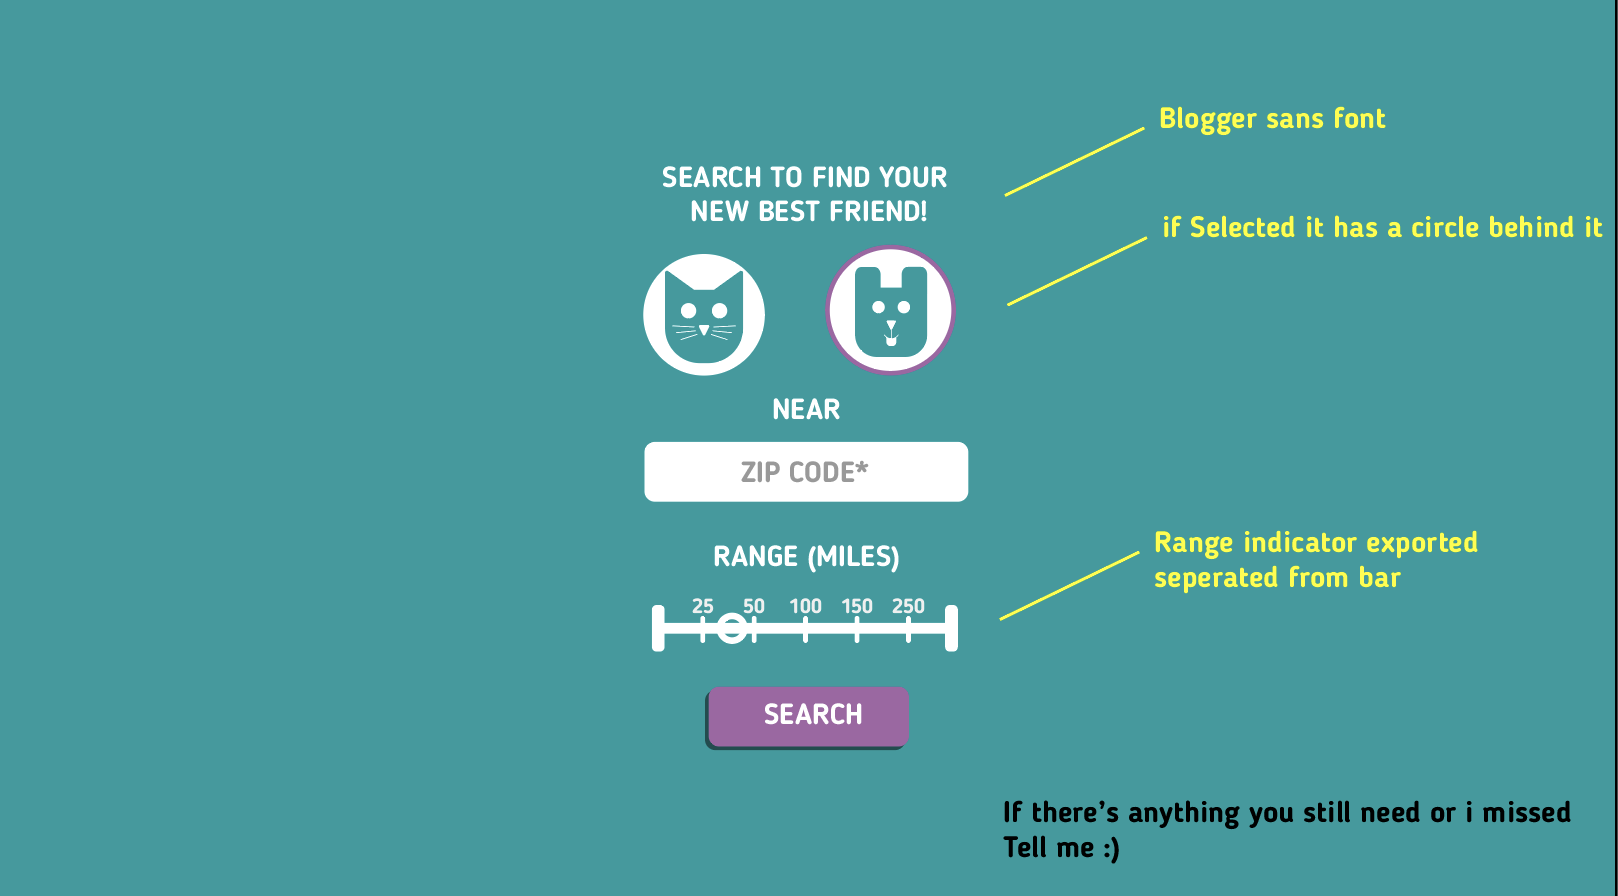 Blogger sans font
SEARCH TO FIND YOUR
NEW BEST FRIEND!
if Selected it has a circle behind it
NEAR
ZIP CODE*
RANGE (MILES)
Range indicator exported
seperated from bar
25 50 100 150 250
SEARCH
If there’s anything you still need or i missed
Tell me :)